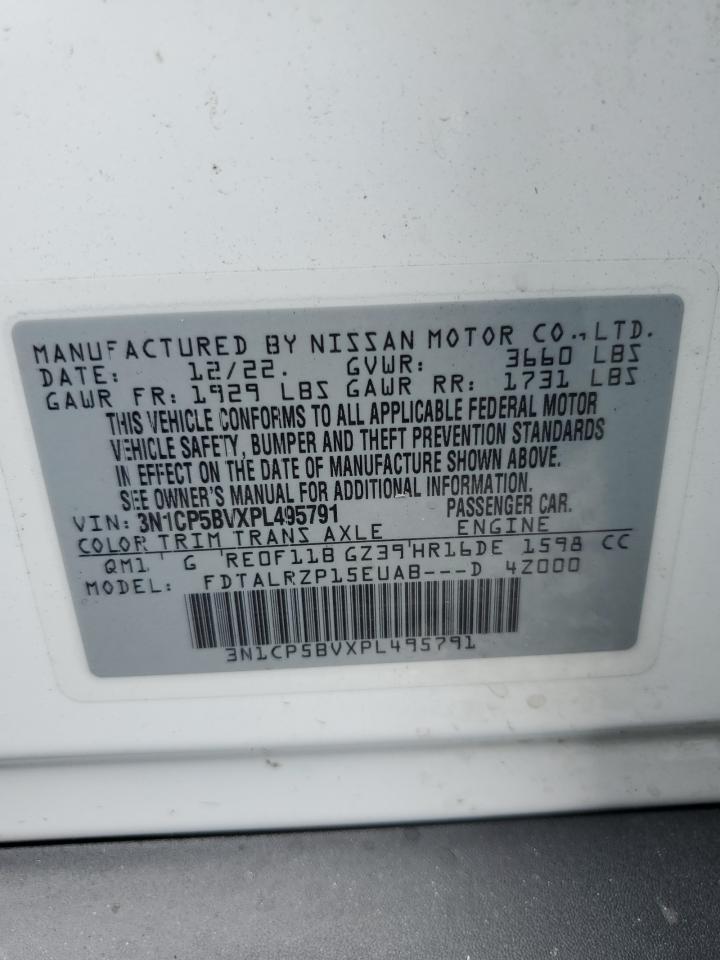 MANUFACTURED BY NISSAN MOTOR CO., LTD.
DATE: 12/22. GVWR: 3660 LBS
GAWR FR: 1929 LBS GAWR RR: 1731 LBS
THIS VEHICLE CONFORMS TO ALL APPLICABLE FEDERAL MOTOR
VEHICLE SAFETY, BUMPER AND THEFT PREVENTION STANDARDS
IN EFFECT ON THE DATE OF MANUFACTURE SHOWN ABOVE.
SEE OWNER'S MANUAL FOR ADDITIONAL INFORMATION.
VIN: 3N1CP5BVXPL495791 PASSENGER CAR.
COLOR TRIM TRANS AXLE ENGINE
QM1 G RE0F11B GZ39 HR16DE 1598 CC
MODEL: FDTALRZP15EUAB---D 4Z000
3N1CP5BVXPL495791